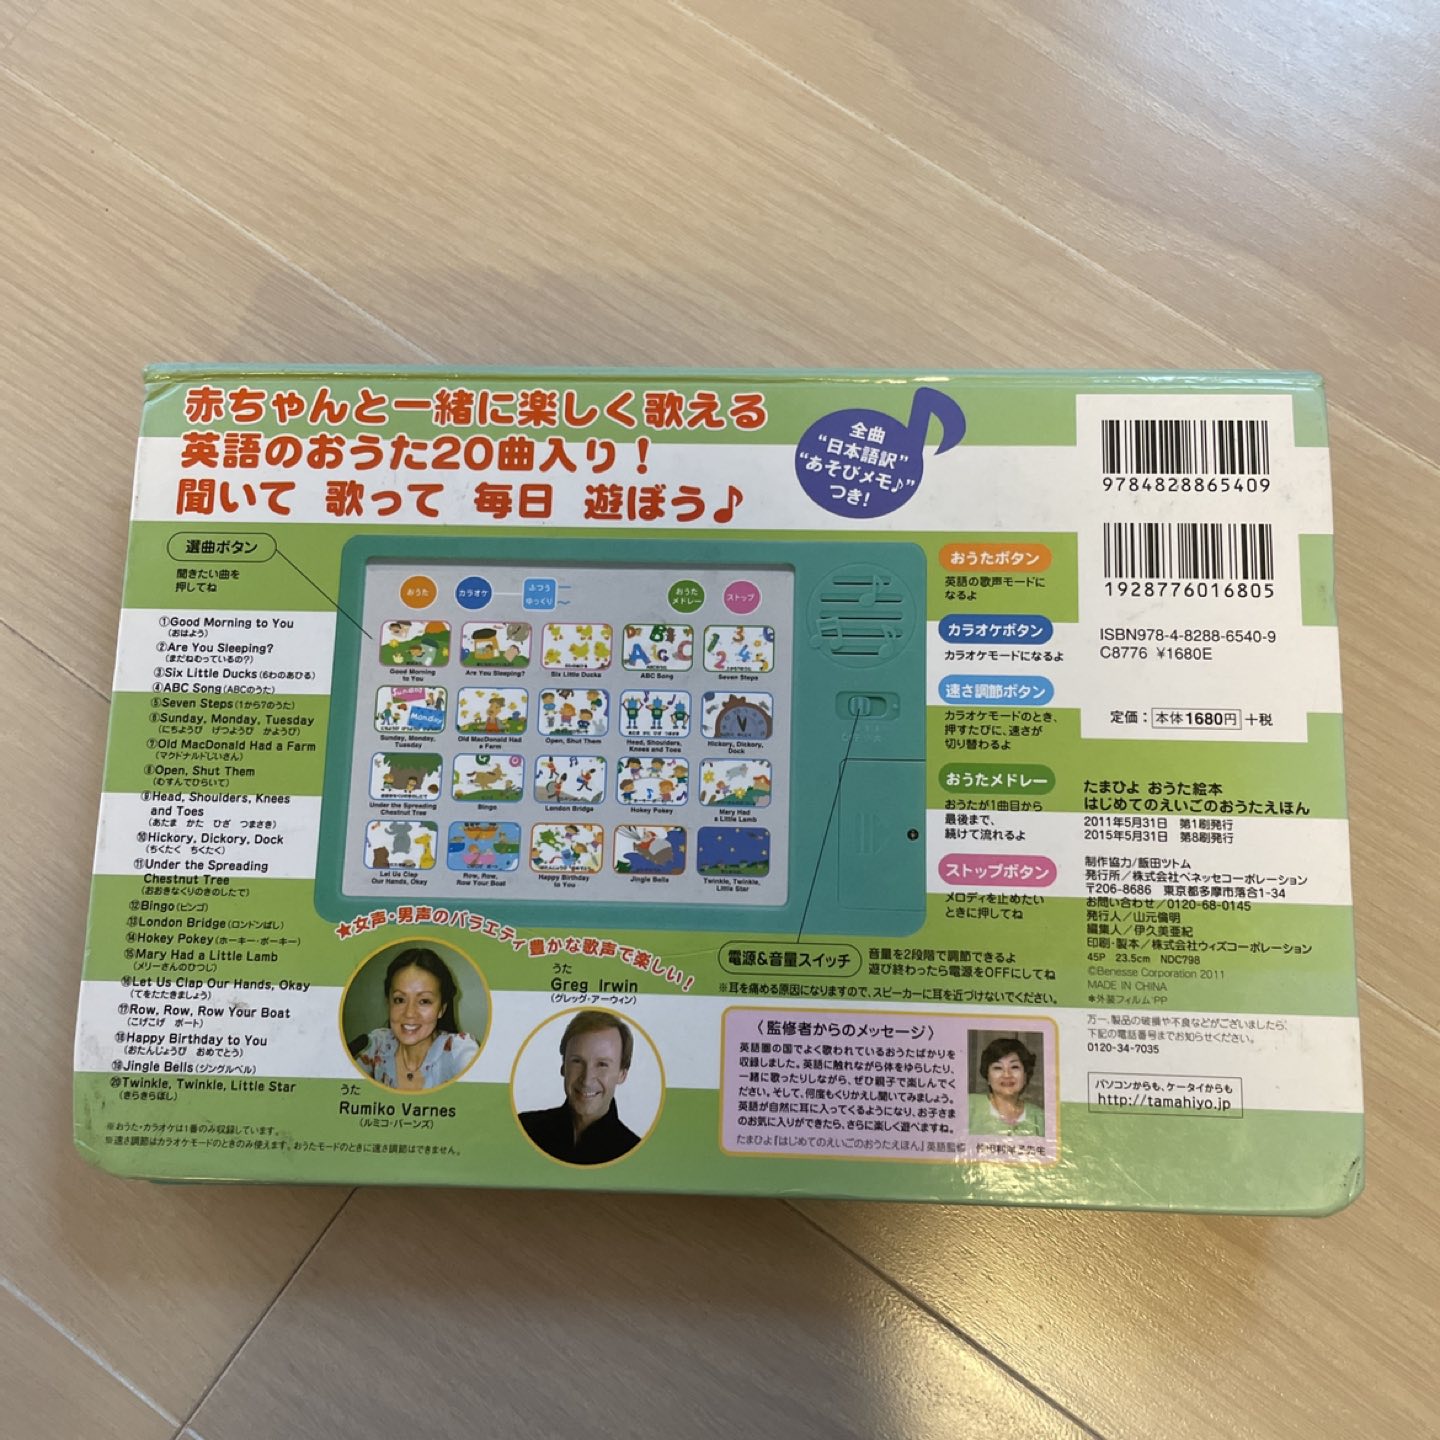 赤ちゃんと一緒に楽しく歌える
英語のおうた20曲入り！
聞いて 歌って 毎日 遊ぼう♪
全曲
“日本語訳”
“あそびメモ♪”
つき!
9784828865409
1928776016805
ISBN978-4-8288-6540-9
C8776 ¥1680E
定価：本体1680円+税
選曲ボタン
聞きたい曲を
押してね
①Good Morning to You
(おはよう)
②Are You Sleeping?
(まだねむっているの?)
③Six Little Ducks(6わのあひる)
④ABC Song(ABCのうた)
⑤Seven Steps(1から7のうた)
⑥Sunday, Monday, Tuesday
(にちようび げつようび かようび)
⑦Old MacDonald Had a Farm
(マクドナルドじいさん)
⑧Open, Shut Them
(むすんでひらいて)
⑨Head, Shoulders, Knees
and Toes
(あたま かた ひざ つまさき)
⑩Hickory, Dickory, Dock
(ちくたく ちくたく)
⑪Under the Spreading
Chestnut Tree
(おおきなくりのきのしたで)
⑫Bingo(ビンゴ)
⑬London Bridge(ロンドンばし)
⑭Hokey Pokey(ホーキー・ポーキー)
⑮Mary Had a Little Lamb
(メリーさんのひつじ)
⑯Let Us Clap Our Hands, Okay
(てをたたきましょう)
⑰Row, Row, Row Your Boat
(こげこげ ボート)
⑱Happy Birthday to You
(おたんじょうび おめでとう)
⑲Jingle Bells(ジングルベル)
⑳Twinkle, Twinkle, Little Star
(きらきらぼし)
※おうた・カラオケは1番のみ収録しています。
※速さ調節はカラオケモードのときのみ使えます。おうたモードのときに速さ調節はできません。
おうた
カラオケ
ふつう
ゆっくり
おうた
メドレー
ストップ
Good Morning
to You
Are You Sleeping?
Six Little Ducks
ABC Song
Seven Steps
Sunday, Monday,
Tuesday
Old MacDonald Had
a Farm
Open, Shut Them
Head, Shoulders,
Knees and Toes
Hickory, Dickory,
Dock
Under the Spreading
Chestnut Tree
Bingo
London Bridge
Hokey Pokey
Mary Had
a Little Lamb
Let Us Clap
Our Hands, Okay
Row, Row,
Row Your Boat
Happy Birthday
to You
Jingle Bells
Twinkle, Twinkle,
Little Star
おうたボタン
英語の歌声モードに
なるよ
カラオケボタン
カラオケモードになるよ
速さ調節ボタン
カラオケモードのとき、
押すたびに、速さが
切り替わるよ
おうたメドレー
おうたが1曲目から
最後まで、
続けて流れるよ
ストップボタン
メロディを止めたい
ときに押してね
電源&音量スイッチ
音量を2段階で調節できるよ
遊び終わったら電源をOFFにしてね
※耳を痛める原因になりますので、スピーカーに耳を近づけないでください。
★女声・男声のバラエティ豊かな歌声で楽しい!
うた
Rumiko Varnes
(ルミコ・バーンズ)
うた
Greg Irwin
(グレッグ・アーウィン)
〈監修者からのメッセージ〉
英語圏の国でよく歌われているおうたばかりを
収録しました。英語に触れながら体をゆらしたり、
一緒に歌ったりしながら、ぜひ親子で楽しんでく
ださい。そして、何度もくりかえし聞いてみましょう。
英語が自然に耳に入ってくるようになり、お子さま
のお気に入りができたら、さらに楽しく遊べますね。
たまひよ『はじめてのえいごのおうたえほん』英語監修
たまひよ おうた絵本
はじめてのえいごのおうたえほん
2011年5月31日 第1刷発行
2015年5月31日 第8刷発行
制作協力/飯田ツトム
発行所/株式会社ベネッセコーポレーション
〒206-8686 東京都多摩市落合1-34
お問い合わせ/0120-68-0145
発行人/山元倫明
編集人/伊久美亜紀
印刷・製本/株式会社ウィズコーポレーション
45P 23.5cm NDC798
©Benesse Corporation 2011
MADE IN CHINA
*外装フィルム:PP
万一、製品の破損や不良などがございましたら、
下記の電話番号までお知らせください。
0120-34-7035
パソコンからも、ケータイからも
http://tamahiyo.jp